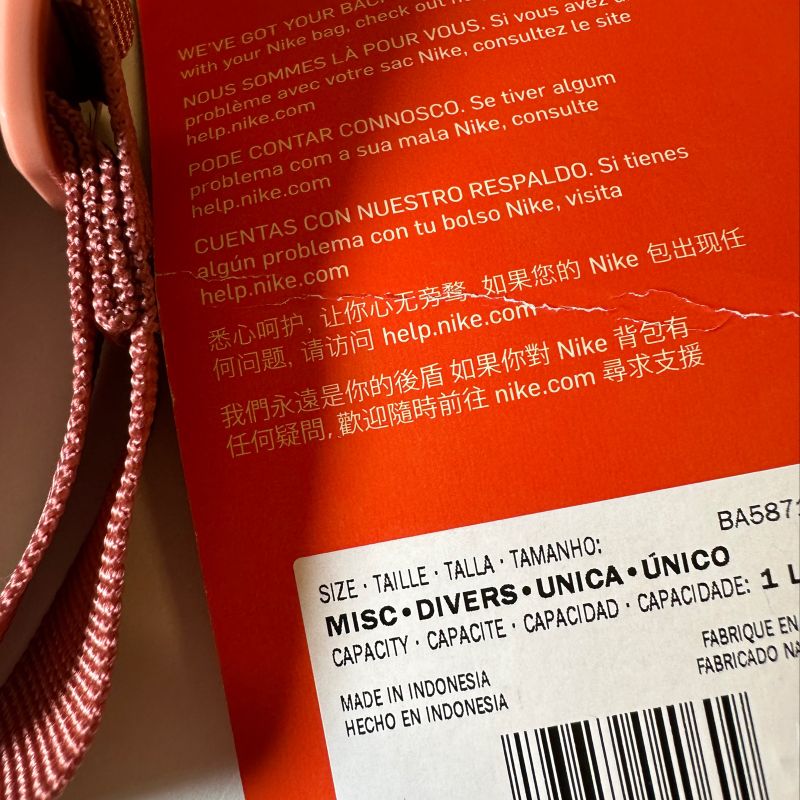 WE'VE GOT YOUR BACK
with your Nike bag, check out
NOUS SOMMES LÀ POUR VOUS. Si vous avez
problème avec votre sac Nike, consultez le site
help.nike.com
PODE CONTAR CONNOSCO. Se tiver algum
problema com a sua mala Nike, consulte
help.nike.com
CUENTAS CON NUESTRO RESPALDO. Si tienes
algún problema con tu bolso Nike, visita
help.nike.com
悉心呵护, 让你心无旁骛. 如果您的 Nike 包出现任
何问题, 请访问 help.nike.com
我們永遠是你的後盾 如果你對 Nike 背包有
任何疑問, 歡迎隨時前往 nike.com 尋求支援
BA587
SIZE · TAILLE · TALLA · TAMANHO:
MISC • DIVERS • UNICA • ÚNICO
CAPACITY · CAPACITE · CAPACIDAD · CAPACIDADE: 1 L
FABRIQUE EN
FABRICADO NA
MADE IN INDONESIA
HECHO EN INDONESIA